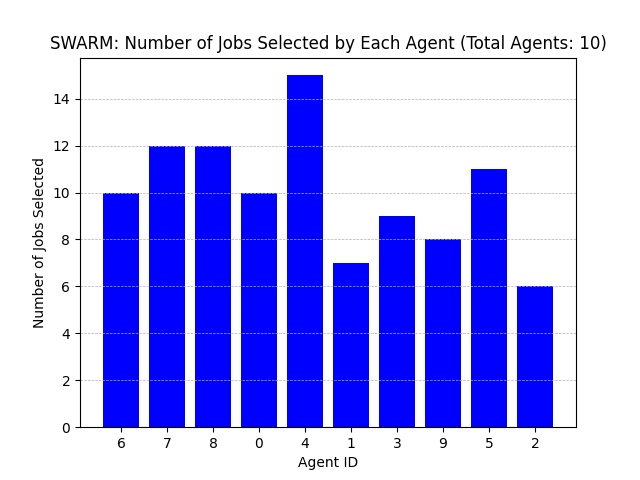 SWARM: Number of Jobs Selected by Each Agent (Total Agents: 10)
Number of Jobs Selected
14
12
10
8
6
4
2
0
6 7 8 0 4 1 3 9 5 2
Agent ID